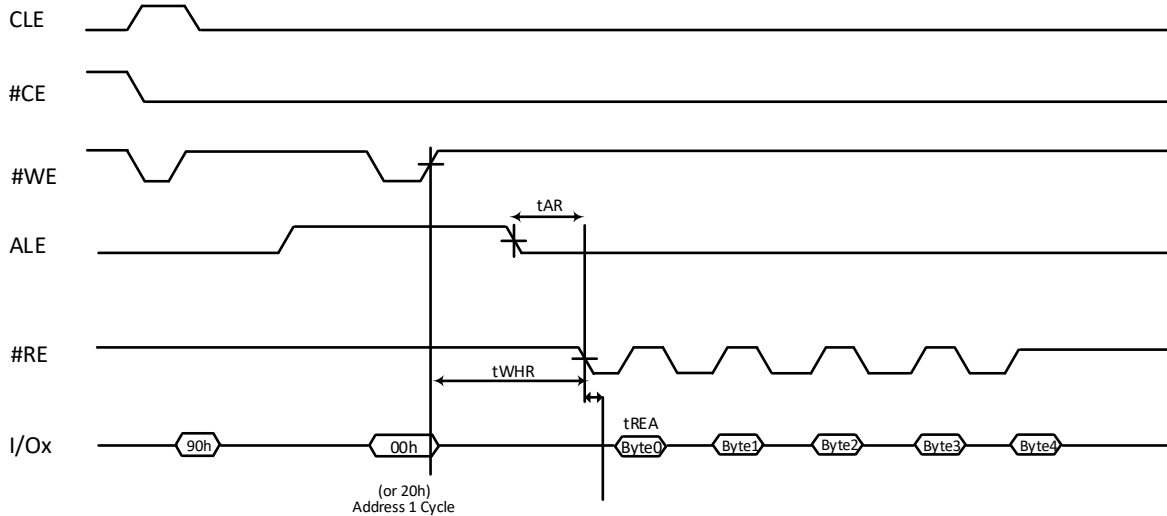 CLE
#CE
#WE
tAR
ALE
#RE
tWHR
tREA
I/Ox
90h
00h
Byte0
Byte1
Byte2
Byte3
Byte4
(or 20h)
Address 1 Cycle